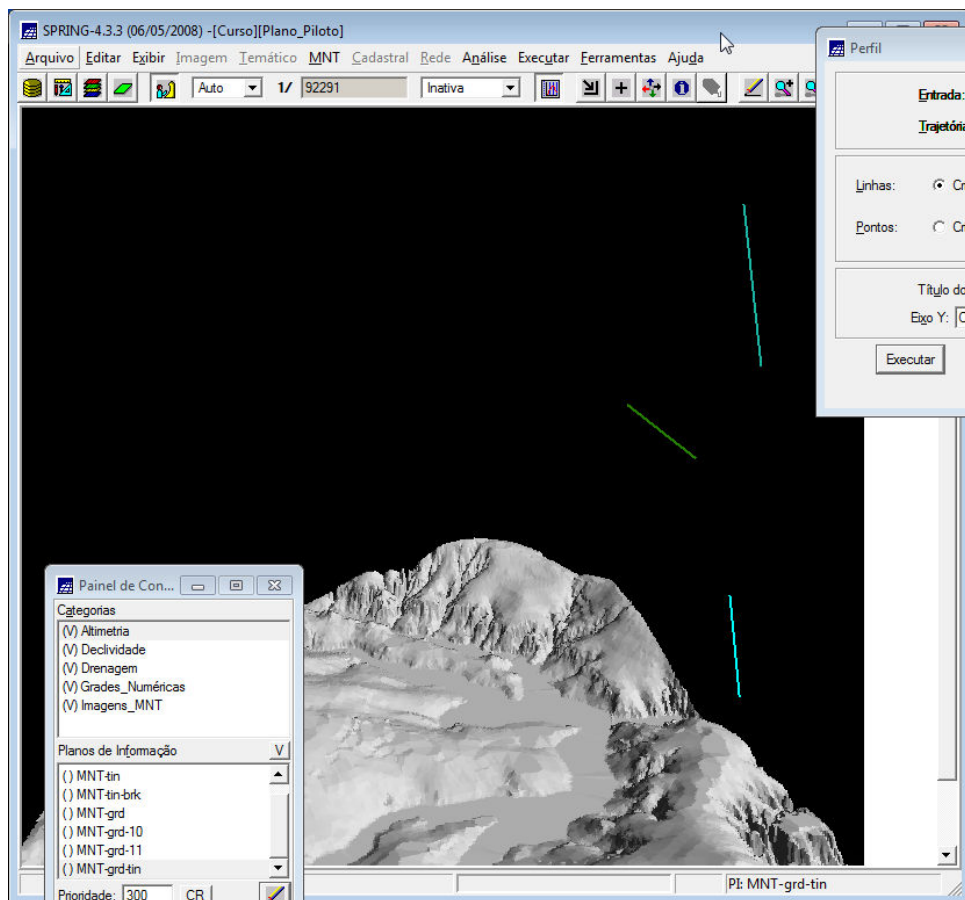 SPRING-4.3.3 (06/05/2008) -[Curso][Plano_Piloto]
Arquivo Editar Exibir Imagem Temático MNT Cadastral Rede Análise Executar Ferramentas Ajuda
Auto 1/ 92291 Inativa
Perfil
Entrada:
Trajetória
Linhas:
Pontos:
Título do
Eixo Y:
Executar
Painel de Con...
Categorias
(V) Altimetria
(V) Declividade
(V) Drenagem
(V) Grades_Numéricas
(V) Imagens_MNT
Planos de Informação V
( ) MNT-tin
( ) MNT-tin-brk
( ) MNT-grd
( ) MNT-grd-10
( ) MNT-grd-11
( ) MNT-grd-tin
Prioridade: 300 CR
PI: MNT-grd-tin